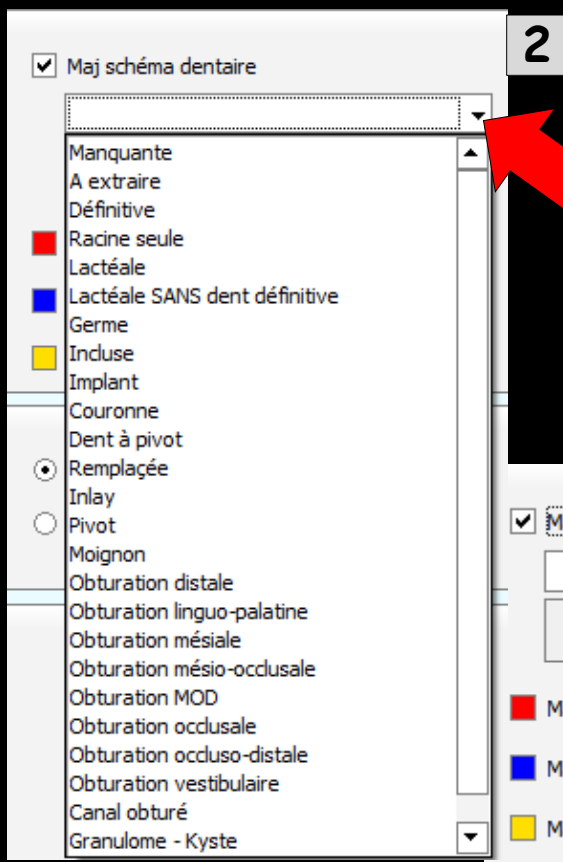 2
Maj schéma dentaire
Manquante
A extraire
Définitive
Racine seule
Lactéale
Lactéale SANS dent définitive
Germe
Incluse
Implant
Couronne
Dent à pivot
Remplaçée
Inlay
Pivot
Moignon
Obturation distale
Obturation linguo-palatine
Obturation mésiale
Obturation mésio-occlusale
Obturation MOD
Obturation occlusale
Obturation occluso-distale
Obturation vestibulaire
Canal obturé
Granulome - Kyste
M
M
M
M